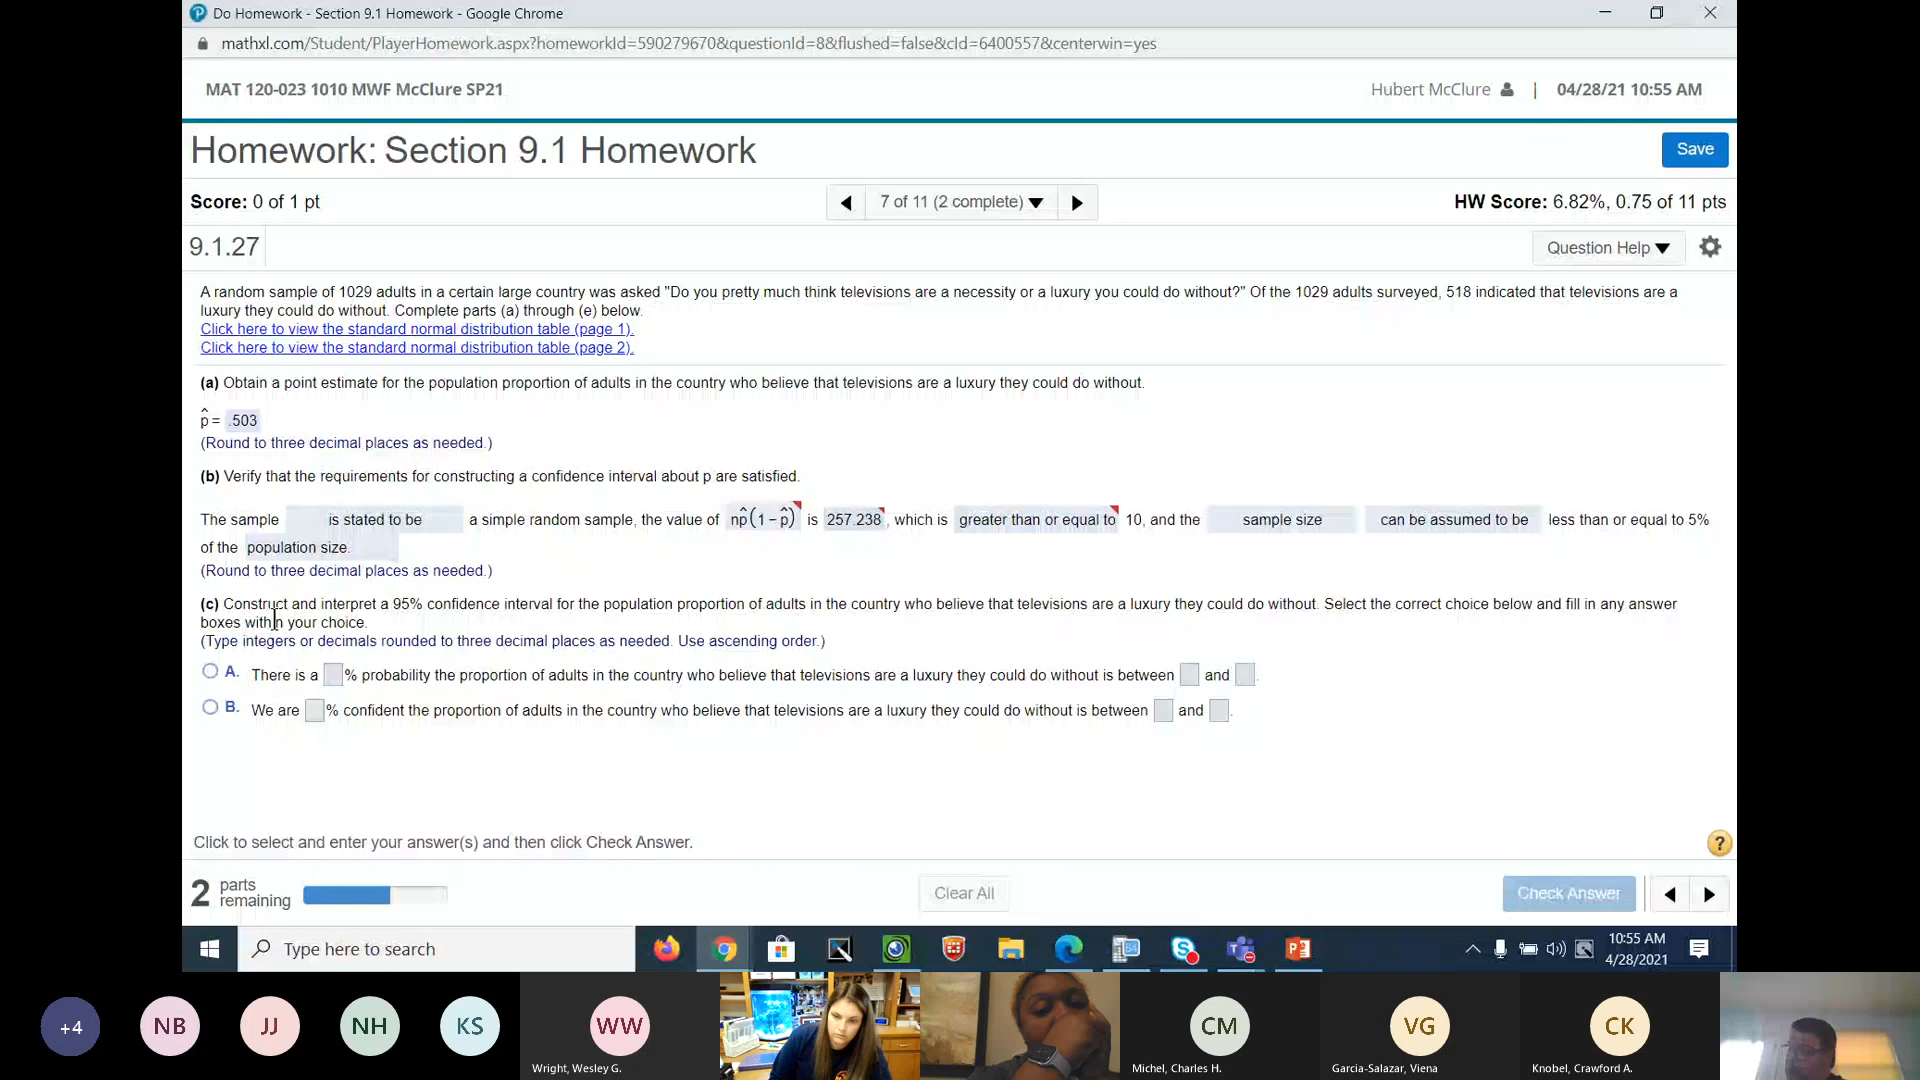 Do Homework - Section 9.1 Homework - Google Chrome
mathxl.com/Student/PlayerHomework.aspx?homeworkId=590279670&questionId=8&flushed=false&cId=6400557&centerwin=yes
MAT 120-023 1010 MWF McClure SP21
Hubert McClure | 04/28/21 10:55 AM
Homework: Section 9.1 Homework
Save
Score: 0 of 1 pt
7 of 11 (2 complete)
HW Score: 6.82%, 0.75 of 11 pts
9.1.27
Question Help
A random sample of 1029 adults in a certain large country was asked "Do you pretty much think televisions are a necessity or a luxury you could do without?" Of the 1029 adults surveyed, 518 indicated that televisions are a
luxury they could do without. Complete parts (a) through (e) below.
Click here to view the standard normal distribution table (page 1).
Click here to view the standard normal distribution table (page 2).
(a) Obtain a point estimate for the population proportion of adults in the country who believe that televisions are a luxury they could do without.
p̂ = .503
(Round to three decimal places as needed.)
(b) Verify that the requirements for constructing a confidence interval about p are satisfied.
The sample is stated to be a simple random sample, the value of np̂(1−p̂) is 257.238, which is greater than or equal to 10, and the sample size can be assumed to be less than or equal to 5%
of the population size.
(Round to three decimal places as needed.)
(c) Construct and interpret a 95% confidence interval for the population proportion of adults in the country who believe that televisions are a luxury they could do without. Select the correct choice below and fill in any answer
boxes within your choice.
(Type integers or decimals rounded to three decimal places as needed. Use ascending order.)
A. There is a % probability the proportion of adults in the country who believe that televisions are a luxury they could do without is between and .
B. We are % confident the proportion of adults in the country who believe that televisions are a luxury they could do without is between and .
Click to select and enter your answer(s) and then click Check Answer.
?
2 parts remaining
Clear All
Check Answer
Type here to search
10:55 AM
4/28/2021
+4
NB
JJ
NH
KS
WW
CM
VG
CK
Wright, Wesley G.
Michel, Charles H.
Garcia-Salazar, Viena
Knobel, Crawford A.